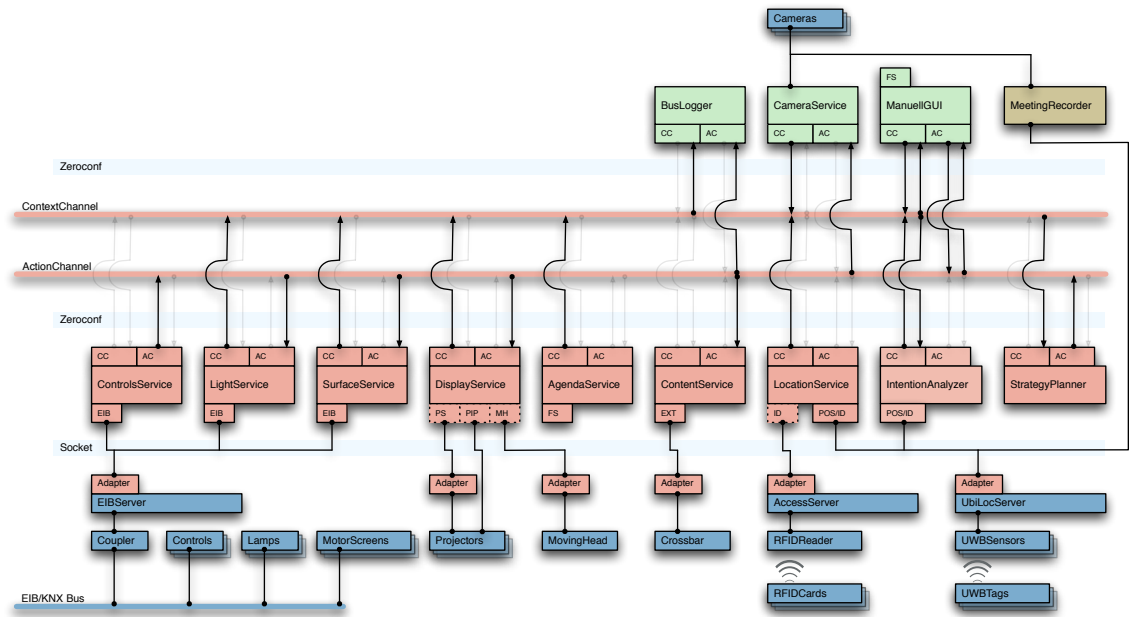 Cameras
FS
BusLogger
CameraService
ManuellGUI
MeetingRecorder
CC AC CC AC CC AC
Zeroconf
ContextChannel
ActionChannel
Zeroconf
CC AC CC AC CC AC CC AC CC AC CC AC CC AC CC AC CC AC
ControlsService
LightService
SurfaceService
DisplayService
AgendaService
ContentService
LocationService
IntentionAnalyzer
StrategyPlanner
EIB EIB EIB PS PIP MH FS EXT ID POS/ID POS/ID
Socket
Adapter Adapter Adapter Adapter Adapter Adapter
EIBServer
AccessServer
UbiLocServer
Coupler
Controls
Lamps
MotorScreens
Projectors
MovingHead
Crossbar
RFIDReader
UWBSensors
EIB/KNX Bus
RFIDCards
UWBTags